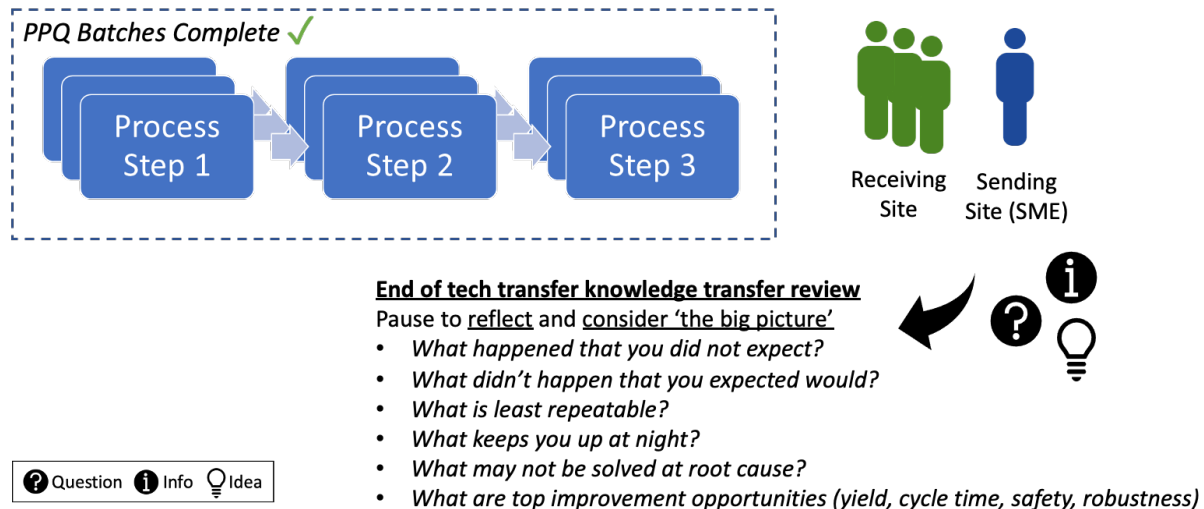 PPQ Batches Complete
Process
Step 1
Process
Step 2
Process
Step 3
Receiving
Site
Sending
Site (SME)
End of tech transfer knowledge transfer review
Pause to reflect and consider ‘the big picture’
• What happened that you did not expect?
• What didn’t happen that you expected would?
• What is least repeatable?
• What keeps you up at night?
• What may not be solved at root cause?
• What are top improvement opportunities (yield, cycle time, safety, robustness)
? Question i Info Idea